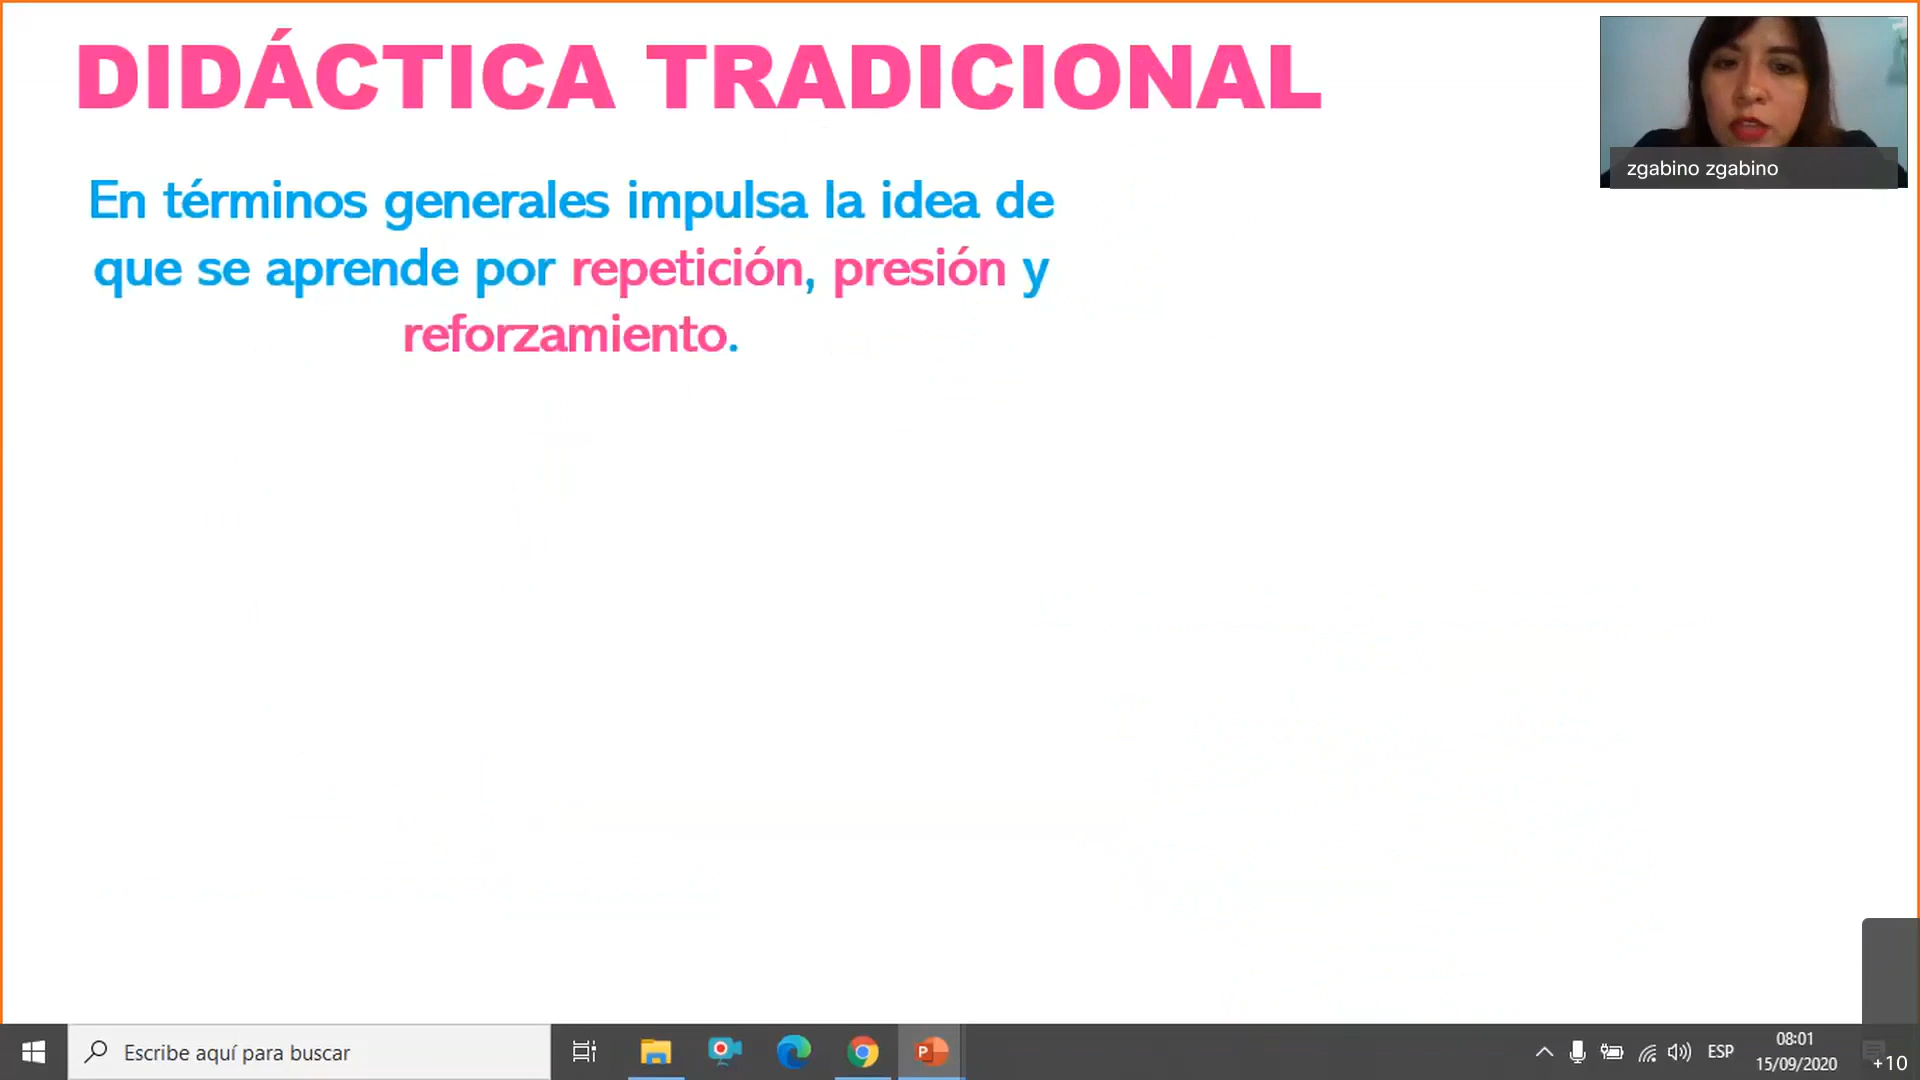 DIDÁCTICA TRADICIONAL
En términos generales impulsa la idea de
que se aprende por repetición, presión y
reforzamiento.
zgabino zgabino
Escribe aquí para buscar
P
ESP
08:01
15/09/2020
+10